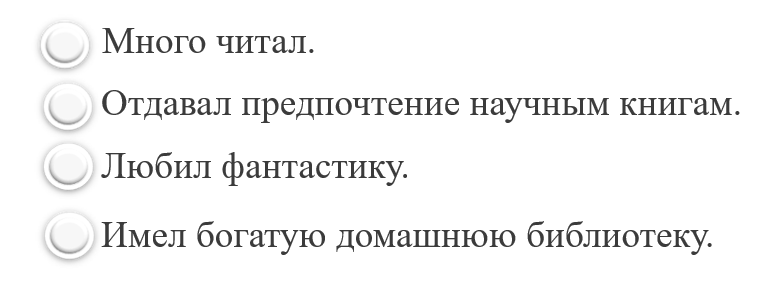 Много читал.
Отдавал предпочтение научным книгам.
Любил фантастику.
Имел богатую домашнюю библиотеку.